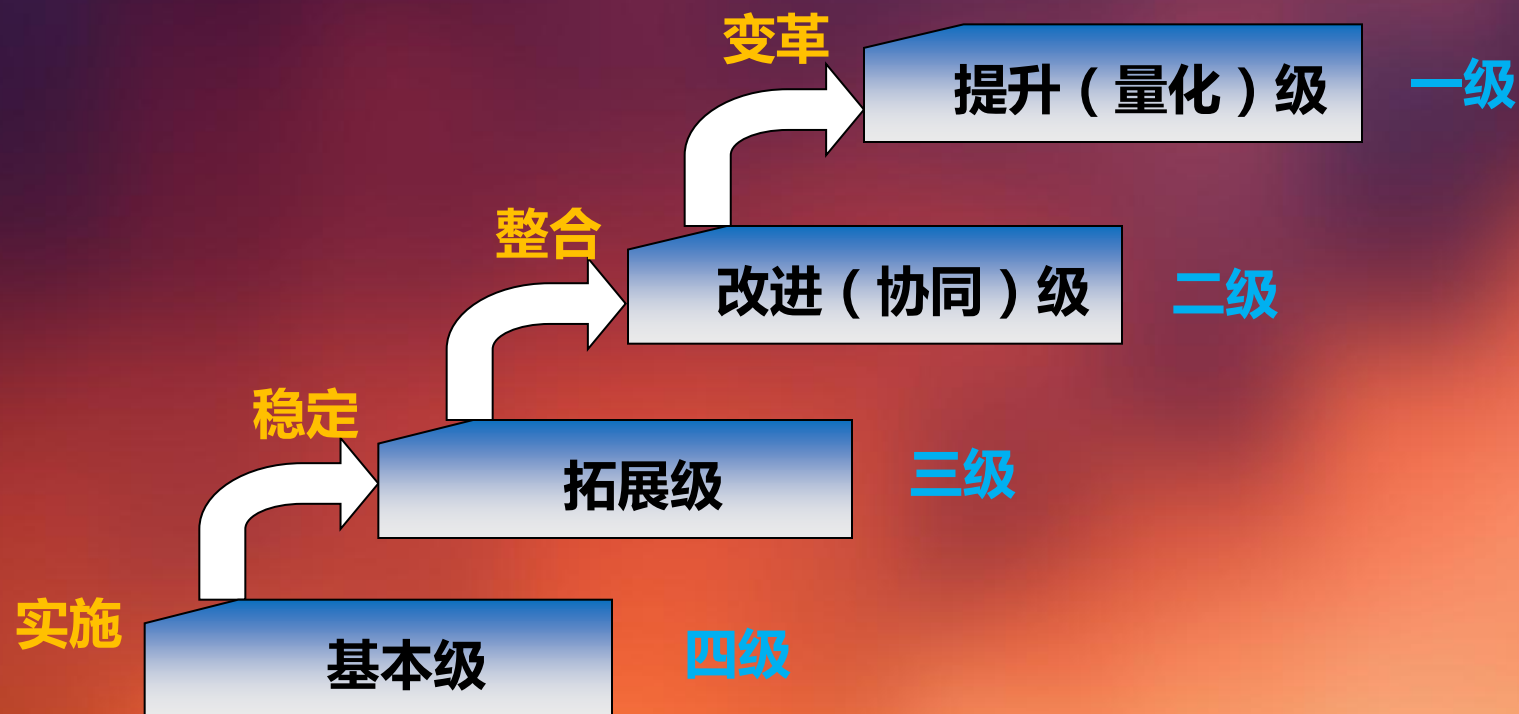 变革
提升（量化）级
一级
整合
改进（协同）级
二级
稳定
拓展级
三级
实施
基本级
四级